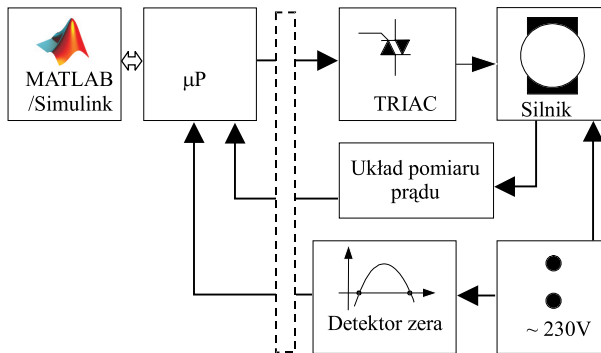 MATLAB
/Simulink
μP
TRIAC
Silnik
Układ pomiaru
prądu
Detektor zera
~ 230V